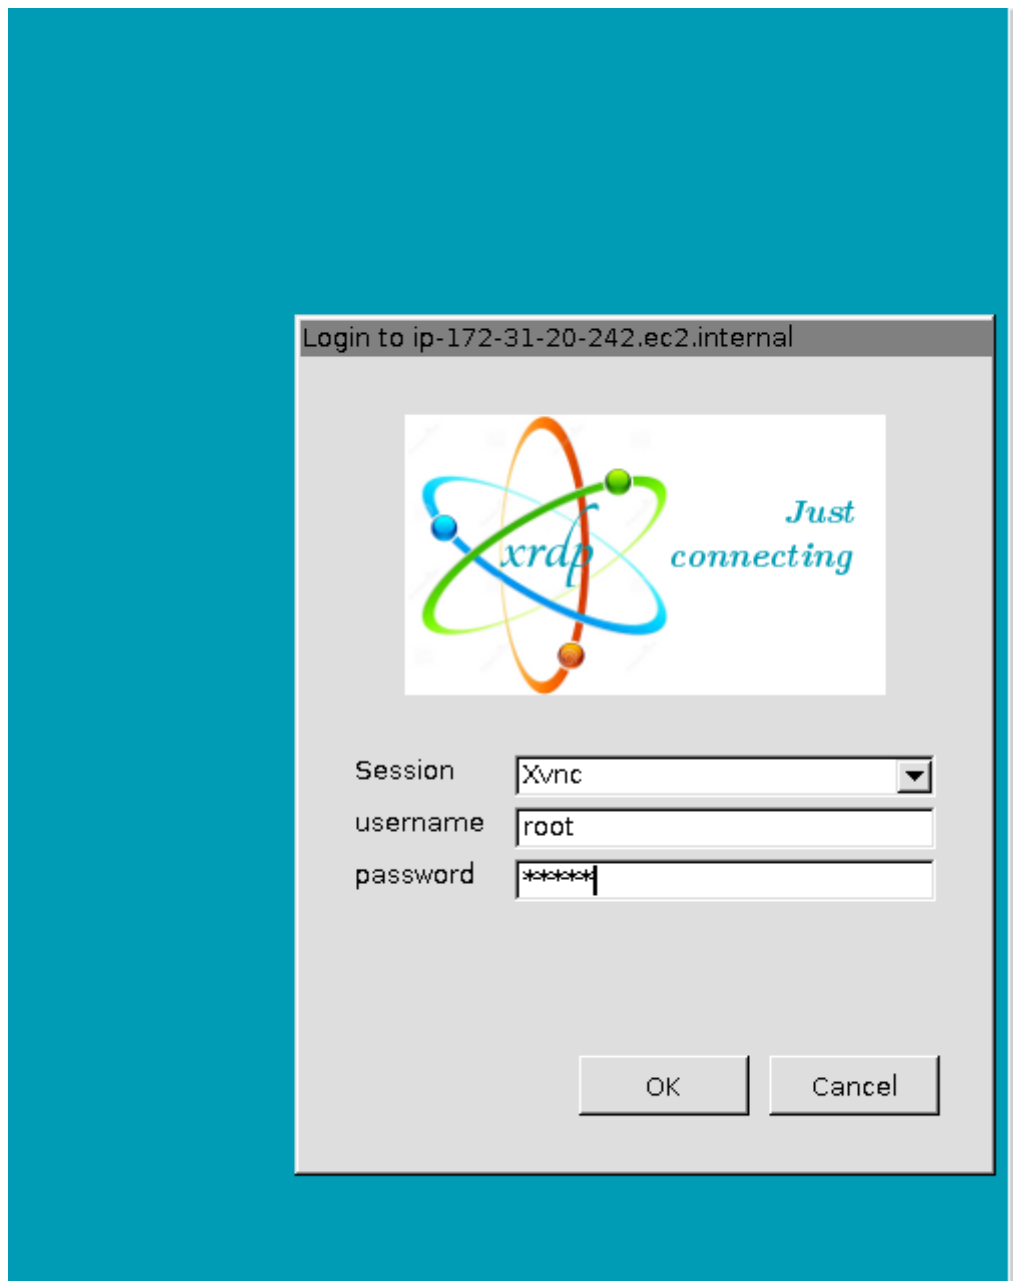 Login to ip-172-31-20-242.ec2.internal
Just
xrdp connecting
Session Xvnc
username root
password *****
OK Cancel